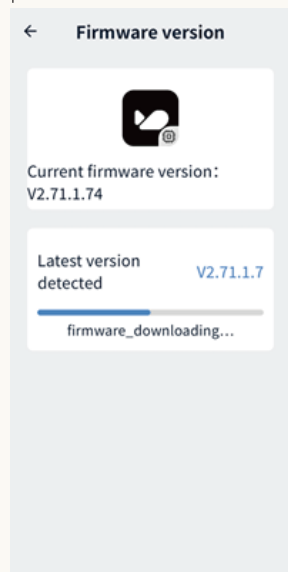 Firmware version
Current firmware version：
V2.71.1.74
Latest version
detected
V2.71.1.7
firmware_downloading...